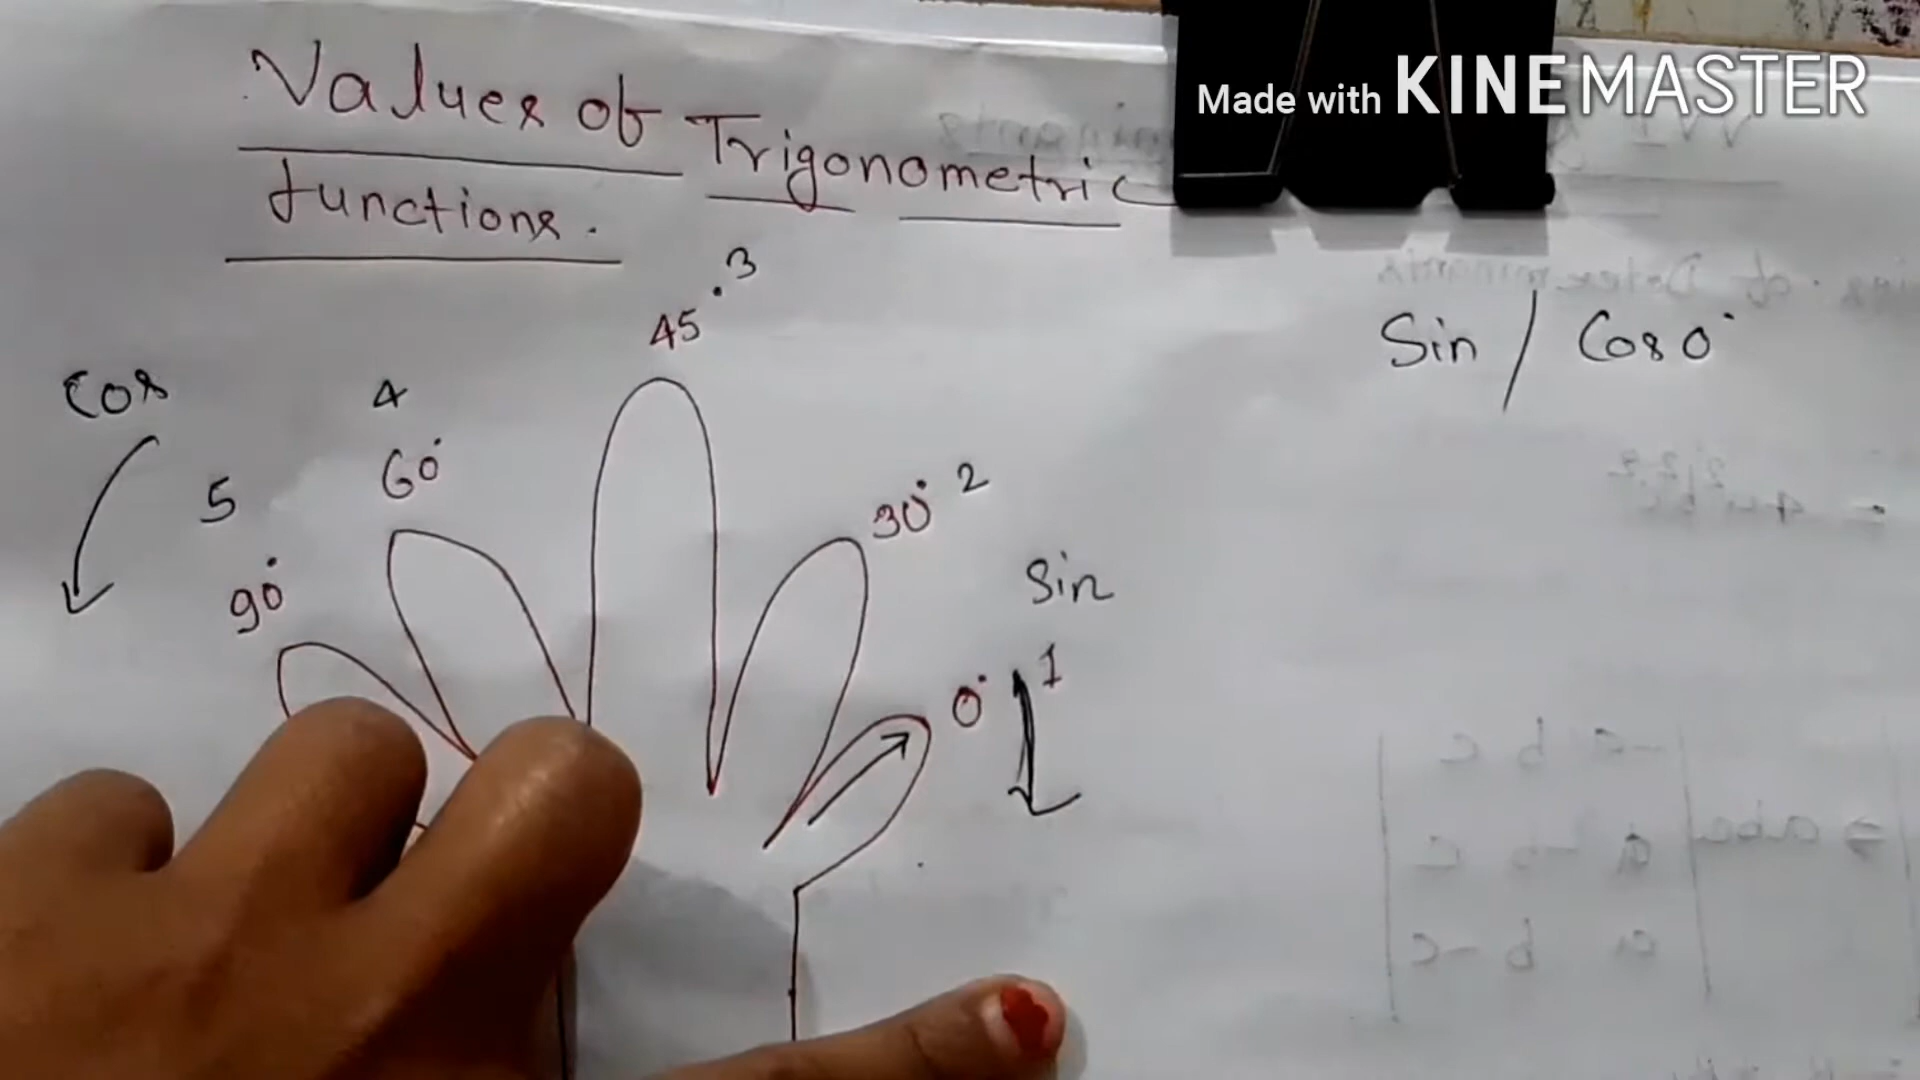 Made with KINEMASTER
Values of Trigonometric
functions.
Sin / Cos 0°
45° 3
Cos
4
60°
5
90°
30° 2
Sin
1
0°